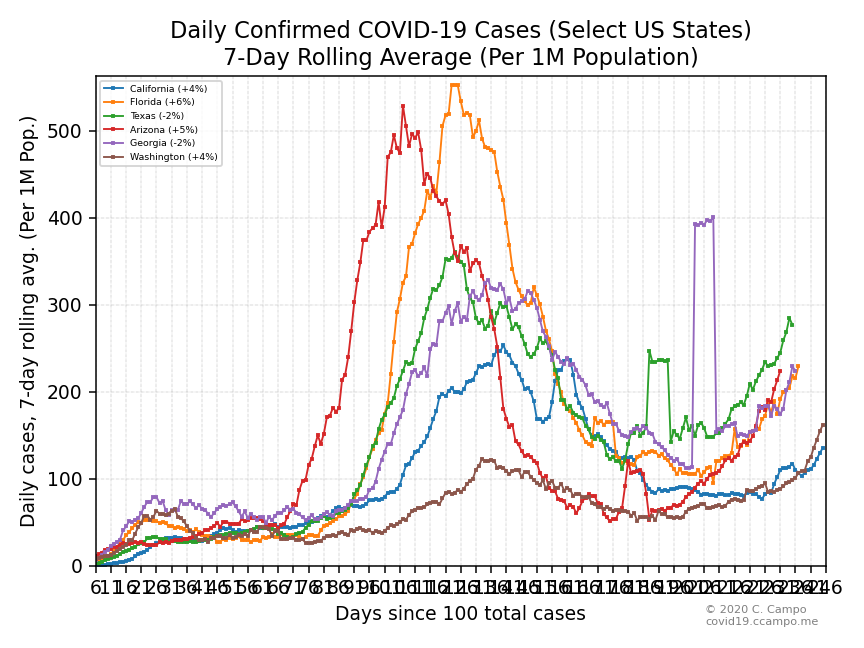 Daily Confirmed COVID-19 Cases (Select US States)
7-Day Rolling Average (Per 1M Population)
California (+4%)
Florida (+6%)
Texas (-2%)
Arizona (+5%)
Georgia (-2%)
Washington (+4%)
Daily cases, 7-day rolling avg. (Per 1M Pop.)
500
400
300
200
100
0
Days since 100 total cases
© 2020 C. Campo
covid19.ccampo.me